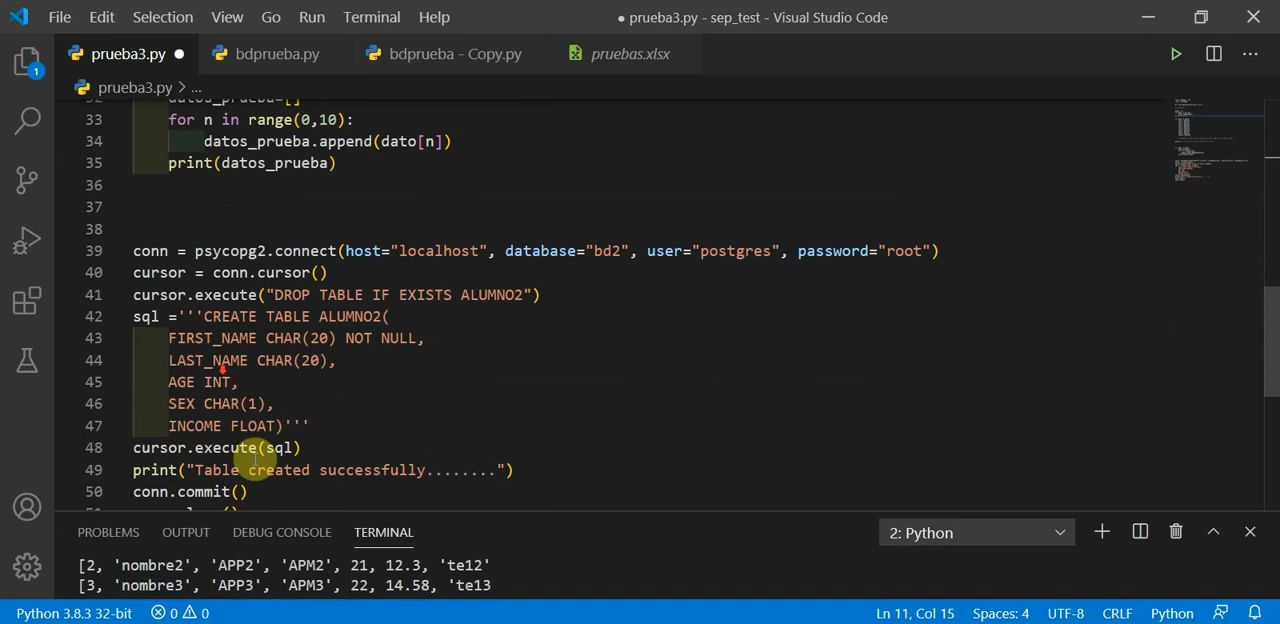 File Edit Selection View Go Run Terminal Help ● prueba3.py - sep_test - Visual Studio Code
prueba3.py ● bdprueba.py bdprueba - Copy.py pruebas.xlsx
prueba3.py > ...
1
32 datos_prueba=[]
33 for n in range(0,10):
34 datos_prueba.append(dato[n])
35 print(datos_prueba)
36
37
38
39 conn = psycopg2.connect(host="localhost", database="bd2", user="postgres", password="root")
40 cursor = conn.cursor()
41 cursor.execute("DROP TABLE IF EXISTS ALUMNO2")
42 sql ='''CREATE TABLE ALUMNO2(
43 FIRST_NAME CHAR(20) NOT NULL,
44 LAST_NAME CHAR(20),
45 AGE INT,
46 SEX CHAR(1),
47 INCOME FLOAT)'''
48 cursor.execute(sql)
49 print("Table created successfully........")
50 conn.commit()
PROBLEMS OUTPUT DEBUG CONSOLE TERMINAL 2: Python
[2, 'nombre2', 'APP2', 'APM2', 21, 12.3, 'te12'
[3, 'nombre3', 'APP3', 'APM3', 22, 14.58, 'te13
Python 3.8.3 32-bit 0 0 Ln 11, Col 15 Spaces: 4 UTF-8 CRLF Python